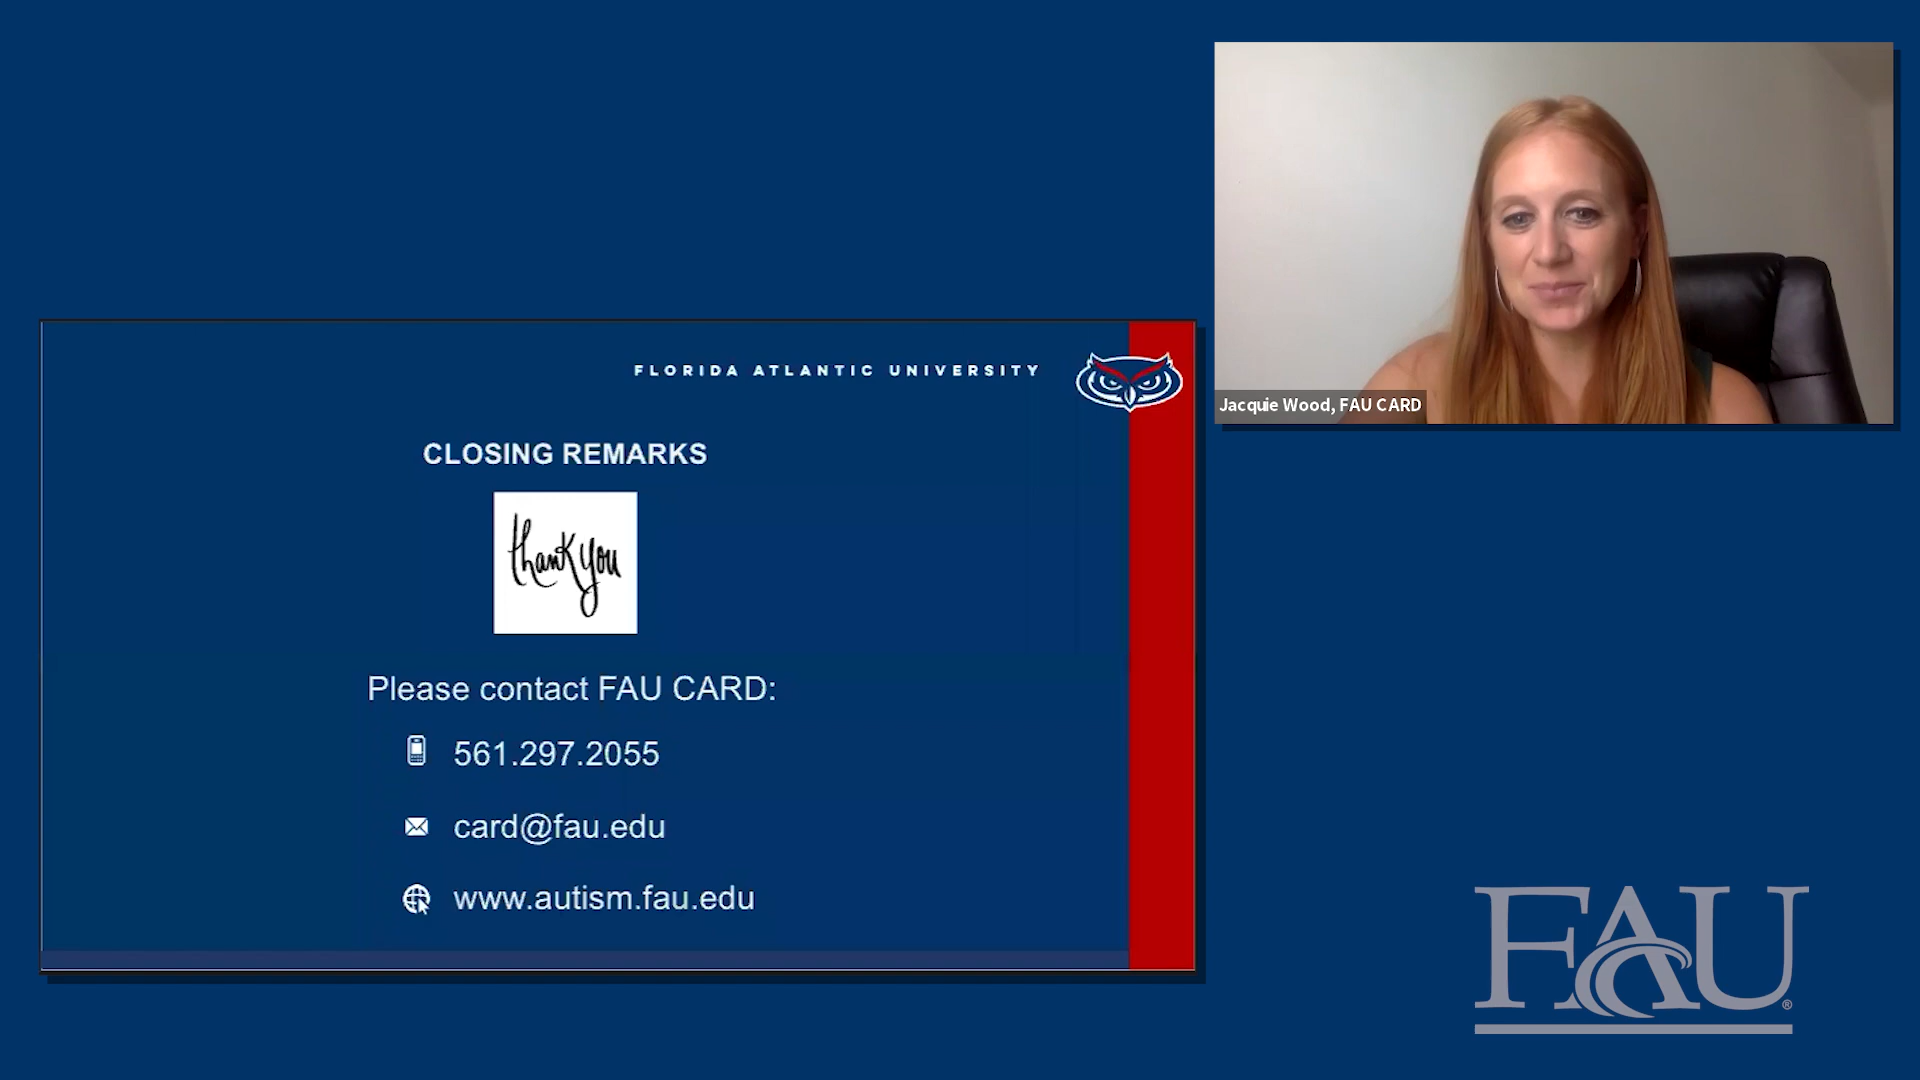 FLORIDA ATLANTIC UNIVERSITY
CLOSING REMARKS
thank you
Please contact FAU CARD:
561.297.2055
card@fau.edu
www.autism.fau.edu
Jacquie Wood, FAU CARD
FAU®